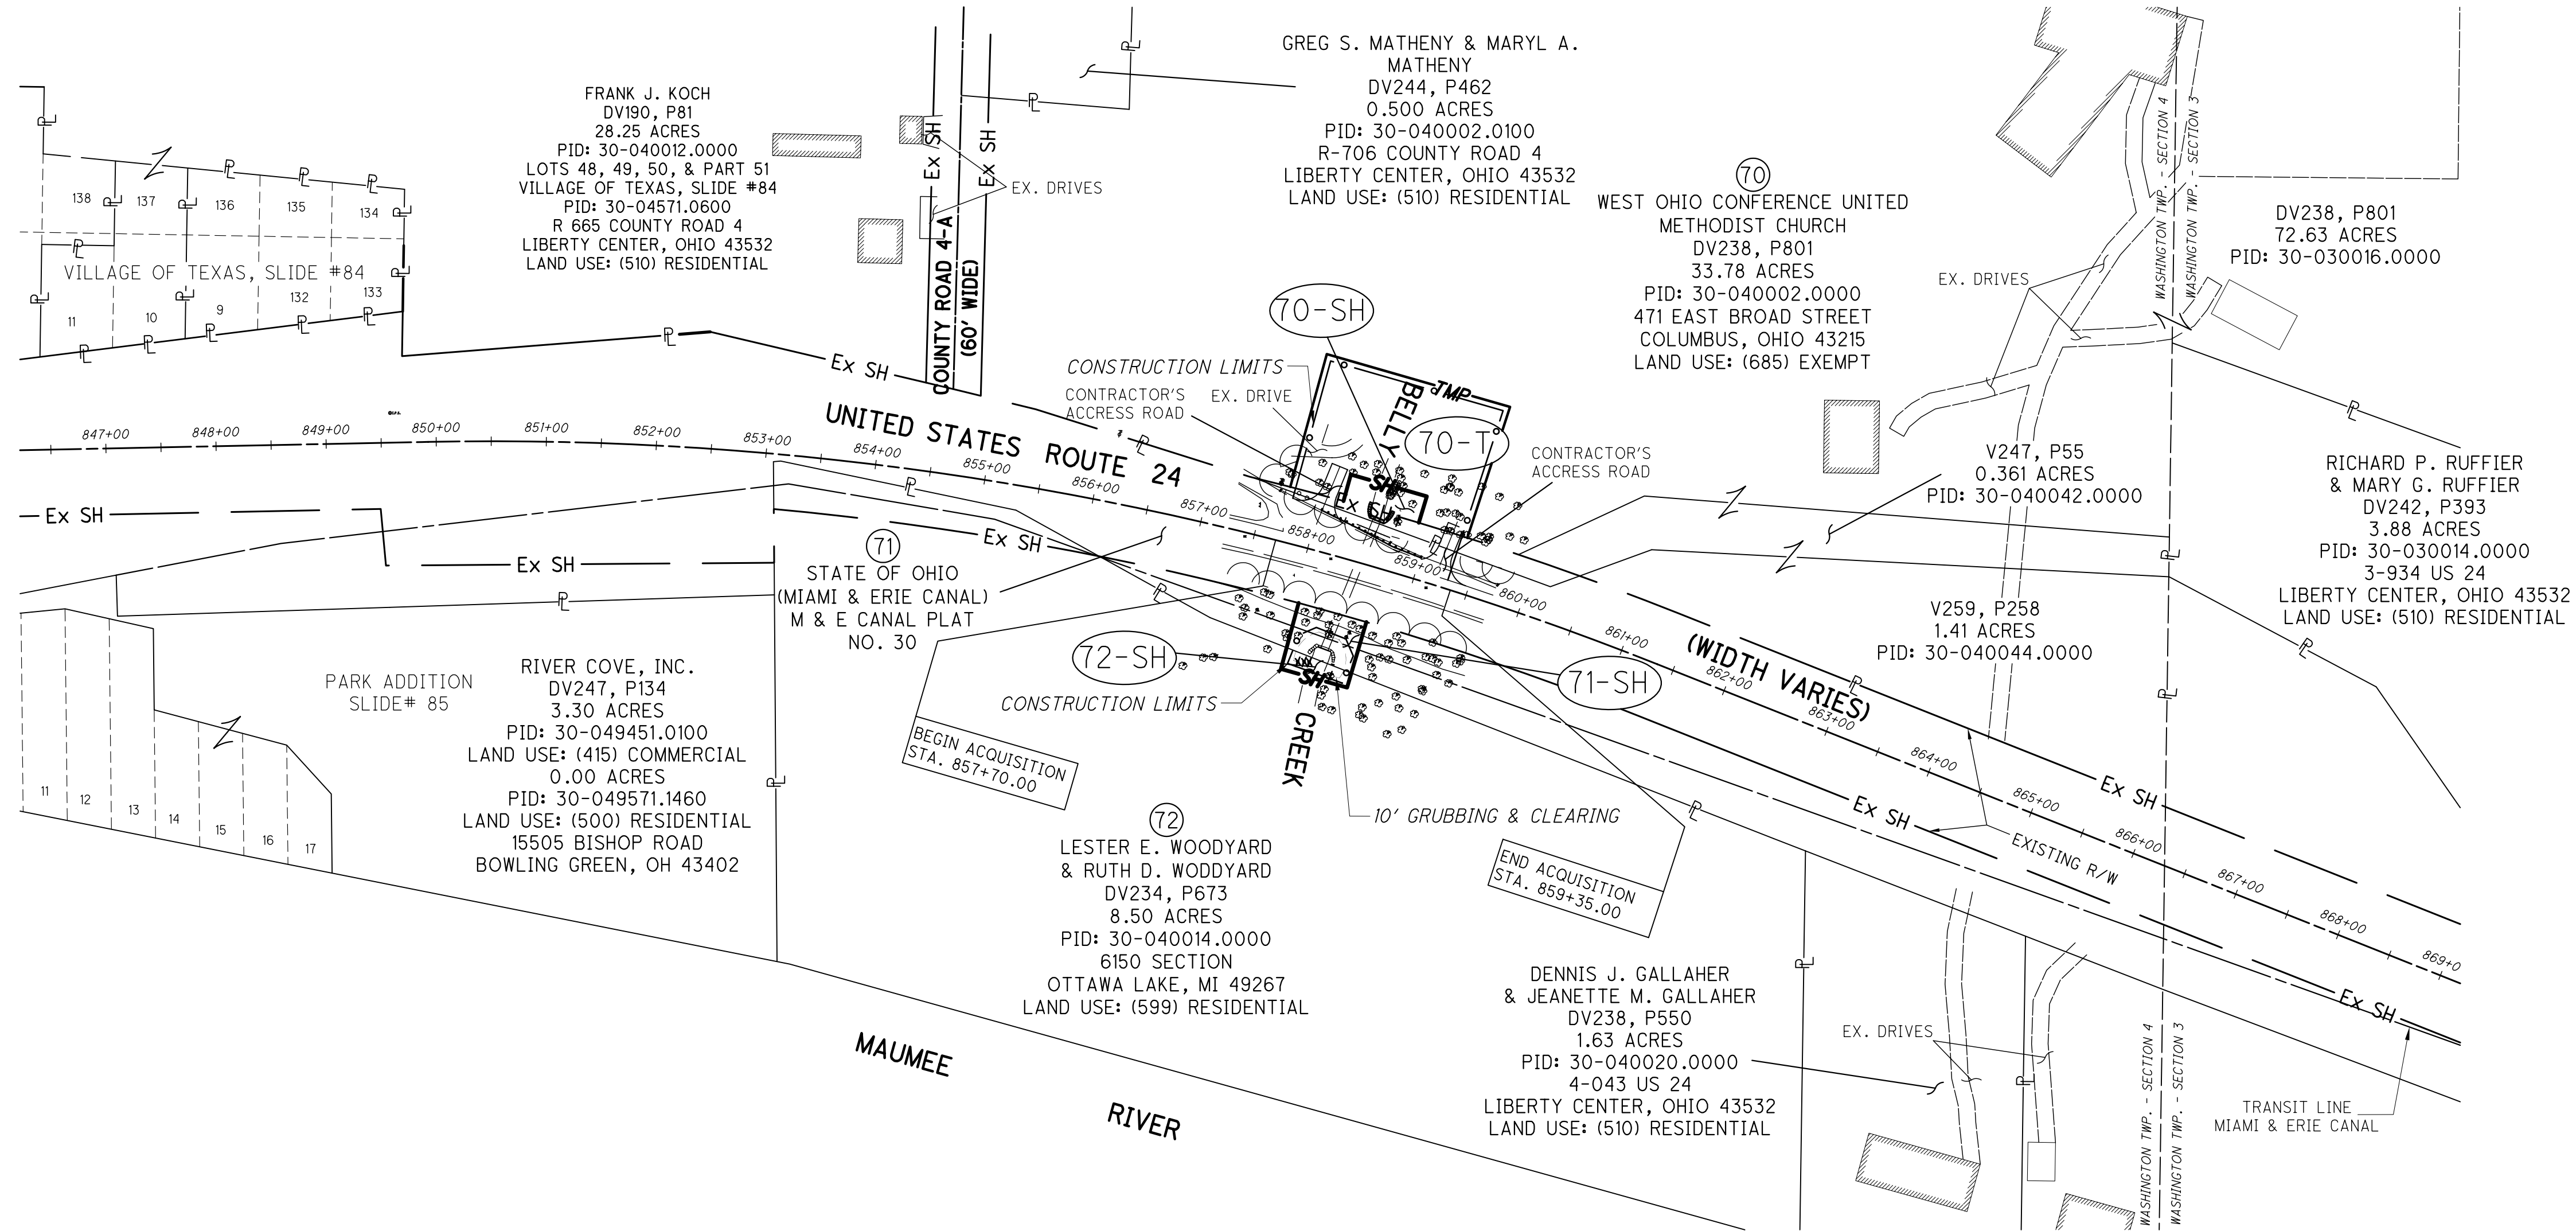 FRANK J. KOCH
DV190, P81
28.25 ACRES
PID: 30-040012.0000
LOTS 48, 49, 50, & PART 51
VILLAGE OF TEXAS, SLIDE #84
PID: 30-04571.0600
R 665 COUNTY ROAD 4
LIBERTY CENTER, OHIO 43532
LAND USE: (510) RESIDENTIAL
138
137
136
135
134
VILLAGE OF TEXAS, SLIDE #84
11
10
9
132
133
Ex SH
Ex SH
EX. DRIVES
COUNTY ROAD 4-A
(60' WIDE)
GREG S. MATHENY & MARYL A.
MATHENY
DV244, P462
0.500 ACRES
PID: 30-040002.0100
R-706 COUNTY ROAD 4
LIBERTY CENTER, OHIO 43532
LAND USE: (510) RESIDENTIAL
70
WEST OHIO CONFERENCE UNITED
METHODIST CHURCH
DV238, P801
33.78 ACRES
PID: 30-040002.0000
471 EAST BROAD STREET
COLUMBUS, OHIO 43215
LAND USE: (685) EXEMPT
WASHINGTON TWP. - SECTION 4
WASHINGTON TWP. - SECTION 3
DV238, P801
72.63 ACRES
PID: 30-030016.0000
EX. DRIVES
70-SH
CONSTRUCTION LIMITS
CONTRACTOR'S
ACCRESS ROAD
EX. DRIVE
TMP
BELLY
70-T
CONTRACTOR'S
ACCRESS ROAD
SH
X SH
Ex SH
UNITED STATES ROUTE 24
847+00
848+00
849+00
850+00
851+00
852+00
853+00
854+00
855+00
856+00
857+00
858+00
859+00
860+00
861+00
862+00
863+00
864+00
865+00
866+00
867+00
868+00
869+0
V247, P55
0.361 ACRES
PID: 30-040042.0000
RICHARD P. RUFFIER
& MARY G. RUFFIER
DV242, P393
3.88 ACRES
PID: 30-030014.0000
3-934 US 24
LIBERTY CENTER, OHIO 43532
LAND USE: (510) RESIDENTIAL
V259, P258
1.41 ACRES
PID: 30-040044.0000
Ex SH
Ex SH
Ex SH
71
STATE OF OHIO
(MIAMI & ERIE CANAL)
M & E CANAL PLAT
NO. 30
72-SH
SH
71-SH
(WIDTH VARIES)
CONSTRUCTION LIMITS
CREEK
10' GRUBBING & CLEARING
PARK ADDITION
SLIDE# 85
11
12
13
14
15
16
17
RIVER COVE, INC.
DV247, P134
3.30 ACRES
PID: 30-049451.0100
LAND USE: (415) COMMERCIAL
0.00 ACRES
PID: 30-049571.1460
LAND USE: (500) RESIDENTIAL
15505 BISHOP ROAD
BOWLING GREEN, OH 43402
BEGIN ACQUISITION
STA. 857+70.00
72
LESTER E. WOODYARD
& RUTH D. WODDYARD
DV234, P673
8.50 ACRES
PID: 30-040014.0000
6150 SECTION
OTTAWA LAKE, MI 49267
LAND USE: (599) RESIDENTIAL
END ACQUISITION
STA. 859+35.00
Ex SH
Ex SH
EXISTING R/W
Ex SH
DENNIS J. GALLAHER
& JEANETTE M. GALLAHER
DV238, P550
1.63 ACRES
PID: 30-040020.0000
4-043 US 24
LIBERTY CENTER, OHIO 43532
LAND USE: (510) RESIDENTIAL
EX. DRIVES
MAUMEE
RIVER
WASHINGTON TWP. - SECTION 4
WASHINGTON TWP. - SECTION 3
TRANSIT LINE
MIAMI & ERIE CANAL